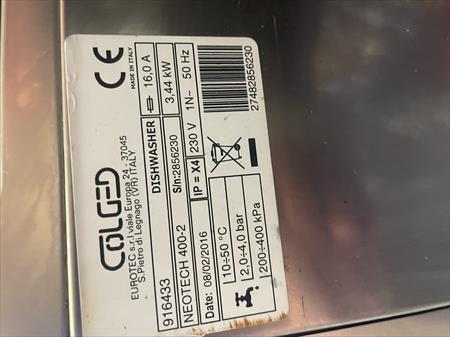 COLGED
EUROTEC s.r.l viale Europa 24 - 37045
S.Pietro di Legnago (VR) ITALY
CE
MADE IN ITALY
916433 DISHWASHER 16,0 A
NEOTECH 400-2 S/n:2856230 3,44 kW
Date: 08/02/2016 IP = X4 230 V 1N~ 50 Hz
10÷50 °C
2,0÷4,0 bar
200÷400 kPa
27482856230